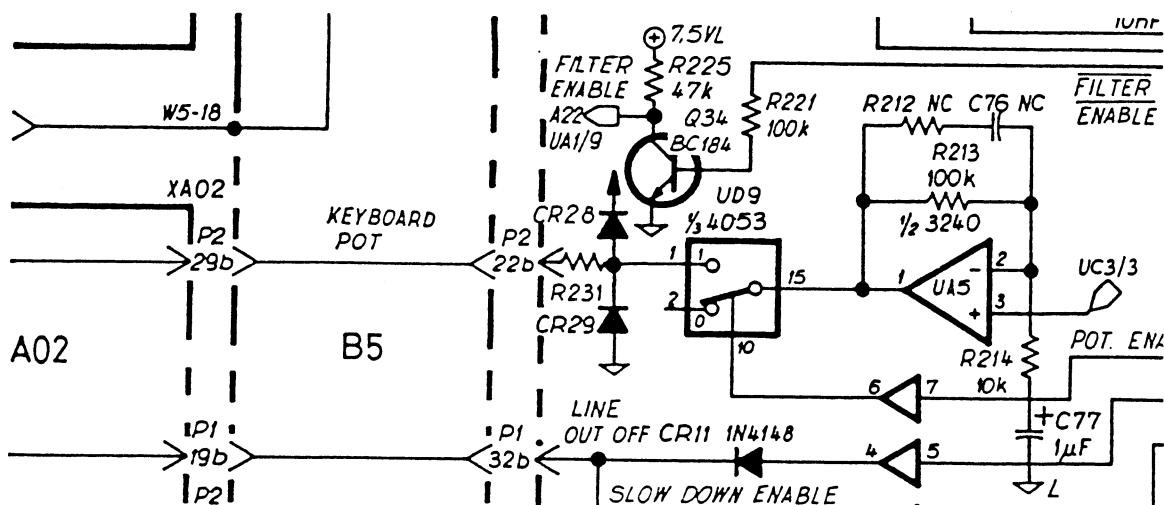 10µF
7.5VL
FILTER
ENABLE
A22
UA1/9
R225
47k
Q34
BC184
R221
100k
R212 NC C76 NC
FILTER
ENABLE
W5-18
R213
100k
XA02
UD9
1/3 4053
1/2 3240
CR28
KEYBOARD
POT
P2
29b
P2
22b
R231
CR29
1
1
2
0
15
10
1
UA5
-
2
+
3
UC3/3
A02
B5
POT. ENA
R214
10k
6
7
LINE
OUT OFF
CR11 1N4148
P1
19b
P1
32b
4
5
+
C77
1µF
L
P2
SLOW DOWN ENABLE